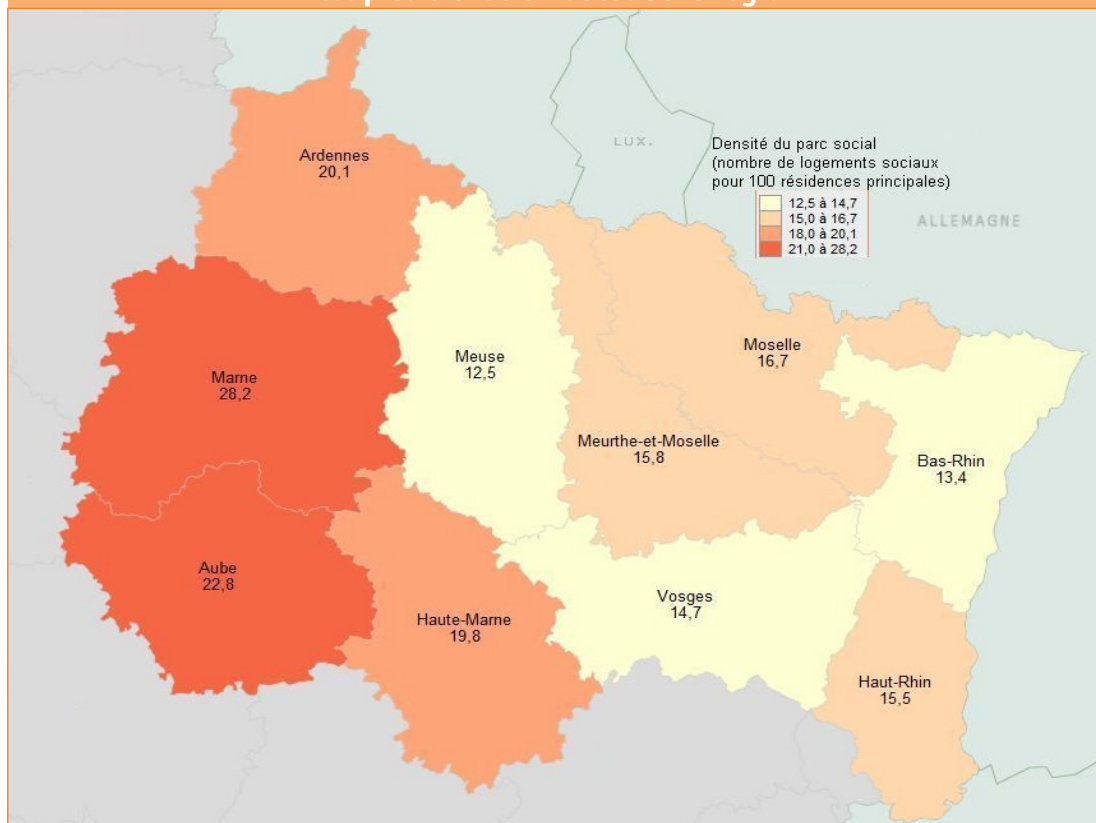 LUX.
Densité du parc social
(nombre de logements sociaux
pour 100 résidences principales)
12,5 à 14,7
15,0 à 16,7
18,0 à 20,1
21,0 à 28,2
ALLEMAGNE
Ardennes
20,1
Marne
28,2
Meuse
12,5
Moselle
16,7
Meurthe-et-Moselle
15,8
Bas-Rhin
13,4
Aube
22,8
Haute-Marne
19,8
Vosges
14,7
Haut-Rhin
15,5